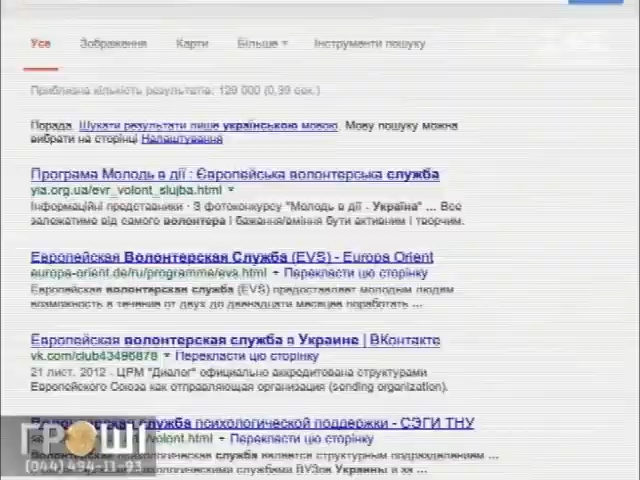 Усе Зображення Карти Більше Інструменти пошуку
Приблизна кількість результатів: 129 000 (0,39 сек.)
Порада. Шукати результати лише українською мовою. Мову пошуку можна
вибрати на сторінці Налаштування
Програма Молодь в дії : Європейська волонтерська служба
yia.org.ua/evr_volont_slujba.html
Інформаційні представники · З фотоконкурсу "Молодь в дії - Україна" ... Все
залежатиме від самого волонтера і бажання/вміння бути активним і творчим.
Европейская Волонтерская Служба (EVS) - Europa Orient
europa-orient.de/ru/programme/evs.html Перекласти цю сторінку
Европейская волонтерская служба (EVS) предоставляет молодым людям
возможность в течение от двух до двенадцати месяцев поработать ...
Европейская волонтерская служба в Украине | ВКонтакте
vk.com/club43496878 Перекласти цю сторінку
21 лист. 2012 - ЦРМ "Диалог" официально аккредитована структурами
Европейского Союза как отправляющая организация (sending organization).
Волонтерская служба психологической поддержки - СЭГИ ТНУ
/volont.html Перекласти цю сторінку
Волонтерская психологическая служба является структурным подразделением ...
психологическими службами ВУЗов Украины и за ...
ГРОШІ
(044) 494-11-93